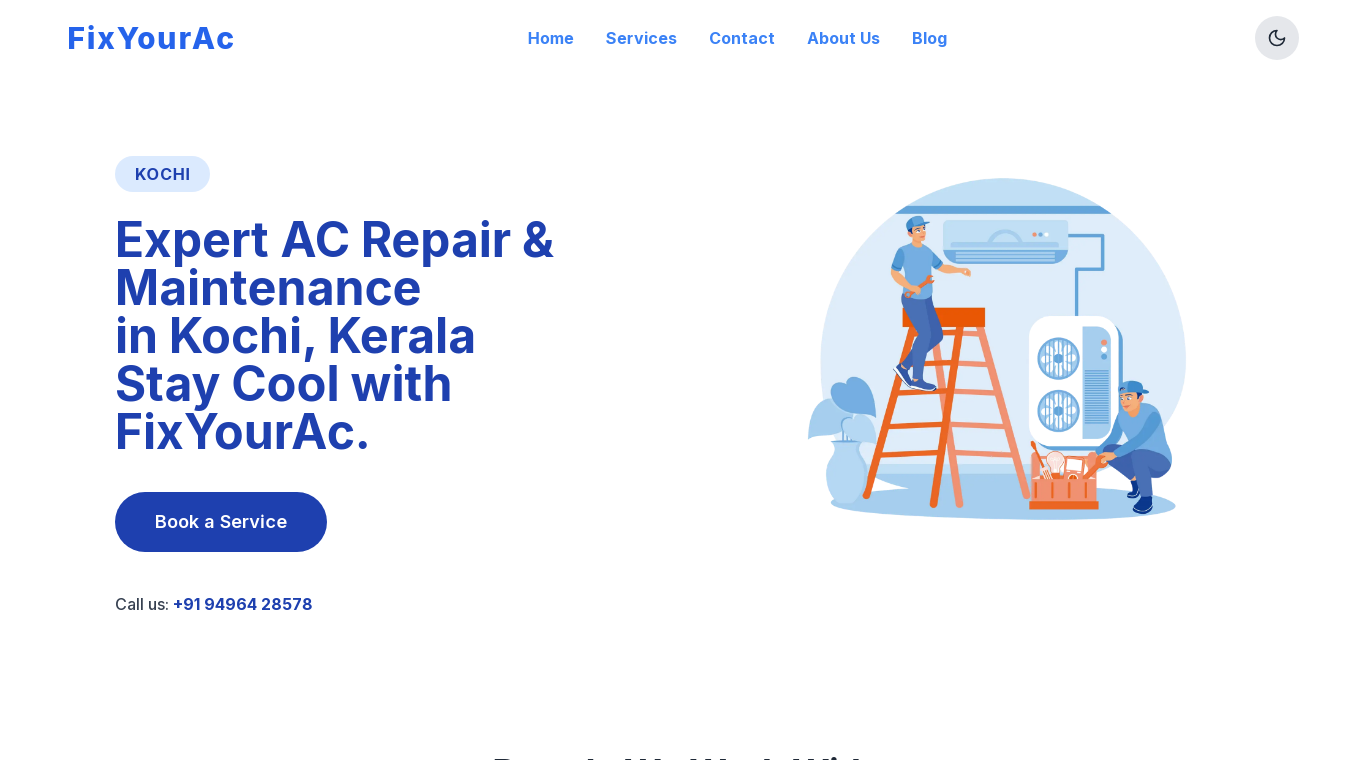 FixYourAc
Home
Services
Contact
About Us
Blog
KOCHI
Expert AC Repair &
Maintenance
in Kochi, Kerala
Stay Cool with
FixYourAc.
Book a Service
Call us: +91 94964 28578